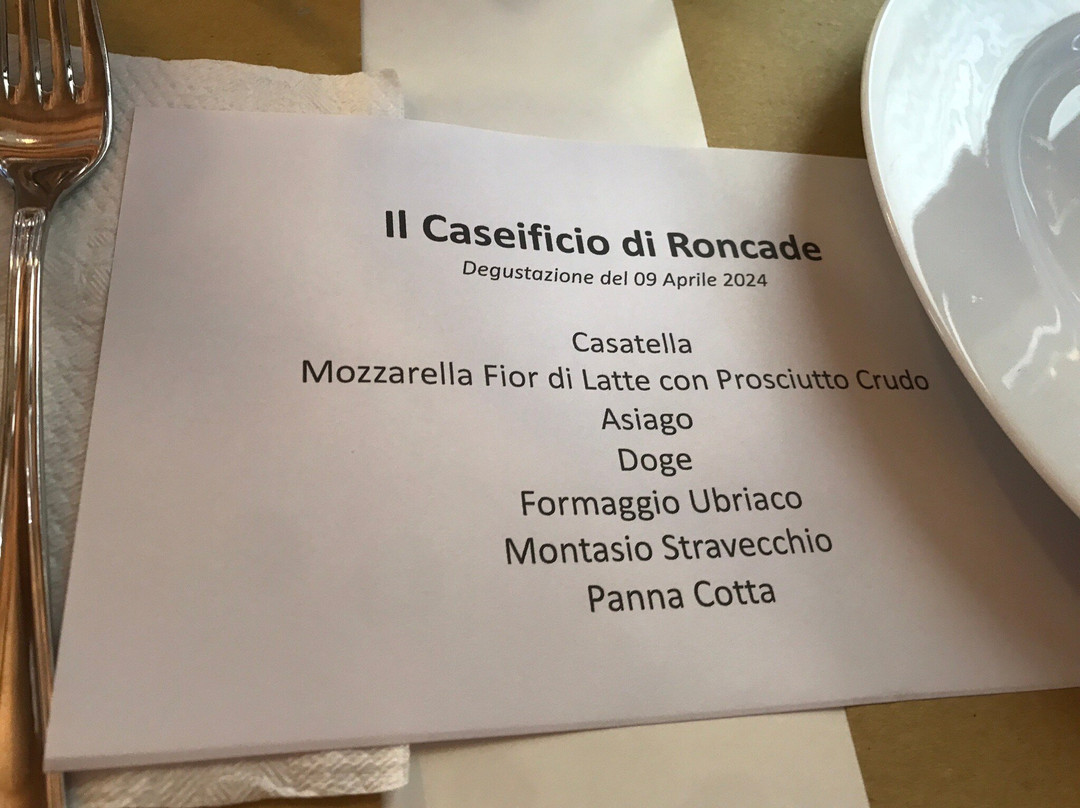 Il Caseificio di Roncade
Degustazione del 09 Aprile 2024
Casatella
Mozzarella Fior di Latte con Prosciutto Crudo
Asiago
Doge
Formaggio Ubriaco
Montasio Stravecchio
Panna Cotta